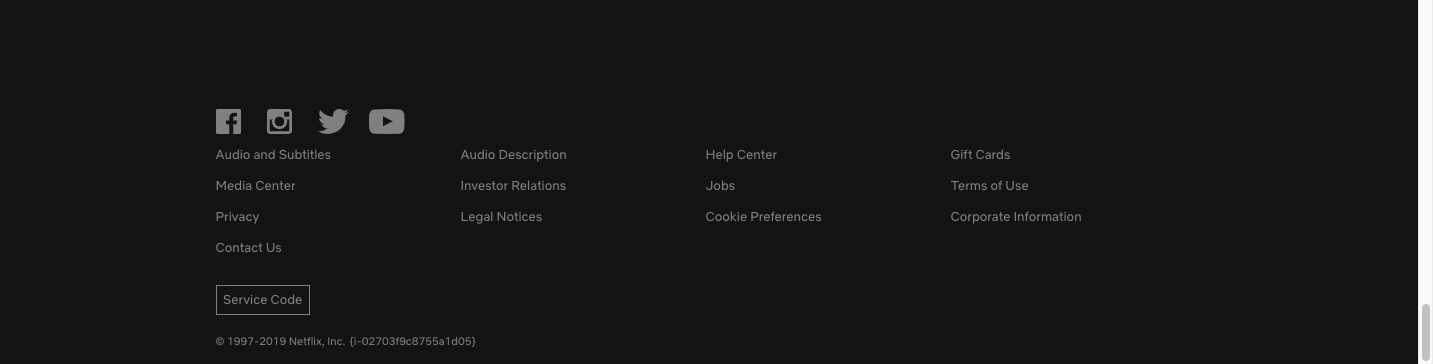 Audio and Subtitles Audio Description Help Center Gift Cards
Media Center Investor Relations Jobs Terms of Use
Privacy Legal Notices Cookie Preferences Corporate Information
Contact Us
Service Code
© 1997-2019 Netflix, Inc. {i-02703f9c8755a1d05}